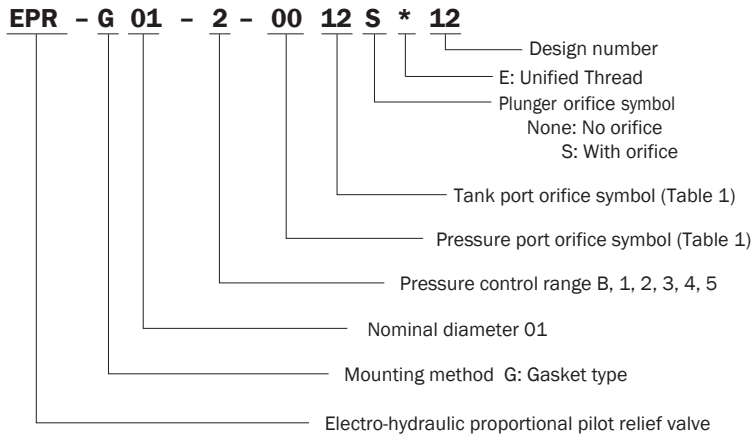 EPR – G 01 – 2 – 00 12 S * 12
Design number
E: Unified Thread
Plunger orifice symbol
None: No orifice
S: With orifice
Tank port orifice symbol (Table 1)
Pressure port orifice symbol (Table 1)
Pressure control range B, 1, 2, 3, 4, 5
Nominal diameter 01
Mounting method G: Gasket type
Electro-hydraulic proportional pilot relief valve